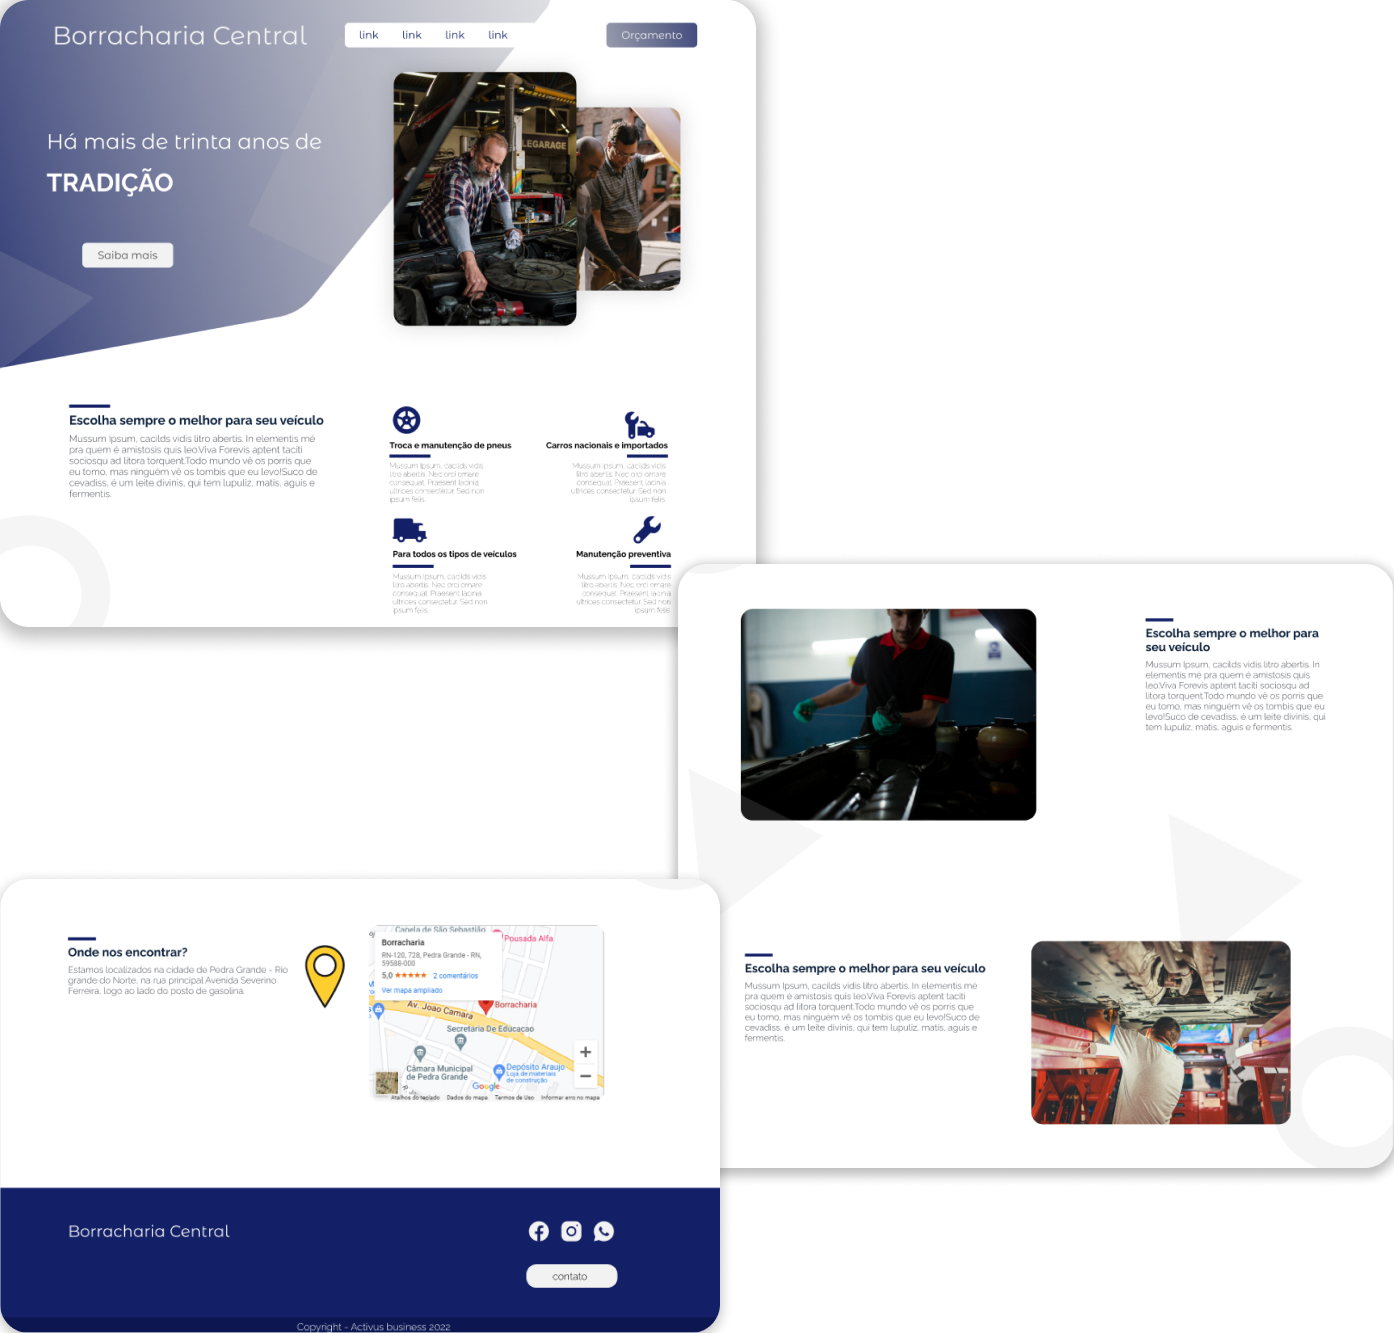 Borracharia Central
link link link link
Orçamento
Há mais de trinta anos de
TRADIÇÃO
LEGARAGE
Saiba mais
Escolha sempre o melhor para seu veículo
Mussum Ipsum, cacilds vidis litro abertis. In elementis mé
pra quem é amistosis quis leo.Viva Forevis aptent taciti
sociosqu ad litora torquent.Todo mundo vê os porris que
eu tomo, mas ninguém vê os tombis que eu levo!Suco de
cevadiss, é um leite divinis, qui tem lupuliz, matis, aguis e
fermentis.
Troca e manutenção de pneus
Mussum Ipsum, cacilds vidis
litro abertis. Nec orci ornare
consequat. Praesent lacinia
ultrices consectetur. Sed non
ipsum felis.
Carros nacionais e importados
Mussum Ipsum, cacilds vidis
litro abertis. Nec orci ornare
consequat. Praesent lacinia
ultrices consectetur. Sed non
ipsum felis.
Para todos os tipos de veículos
Mussum Ipsum, cacilds vidis
litro abertis. Nec orci ornare
consequat. Praesent lacinia
ultrices consectetur. Sed non
ipsum felis.
Manutenção preventiva
Mussum Ipsum, cacilds vidis
litro abertis. Nec orci ornare
consequat. Praesent lacinia
ultrices consectetur. Sed non
ipsum felis.
Escolha sempre o melhor para
seu veículo
Mussum Ipsum, cacilds vidis litro abertis. In
elementis mé pra quem é amistosis quis
leo.Viva Forevis aptent taciti sociosqu ad
litora torquent.Todo mundo vê os porris que
eu tomo, mas ninguém vê os tombis que eu
levo!Suco de cevadiss, é um leite divinis, qui
tem lupuliz, matis, aguis e fermentis.
Escolha sempre o melhor para seu veículo
Mussum Ipsum, cacilds vidis litro abertis. In elementis mé
pra quem é amistosis quis leo.Viva Forevis aptent taciti
sociosqu ad litora torquent.Todo mundo vê os porris que
eu tomo, mas ninguém vê os tombis que eu levo!Suco de
cevadiss, é um leite divinis, qui tem lupuliz, matis, aguis e
fermentis.
Onde nos encontrar?
Estamos localizados na cidade de Pedra Grande - Rio
grande do Norte, na rua principal Avenida Severino
Ferreira, logo ao lado do posto de gasolina.
Capela de São Sebastião
Pousada Alfa
Borracharia
RN-120, 728, Pedra Grande - RN,
59588-000
5,0 ★★★★★ 2 comentários
Ver mapa ampliado
Borracharia
Av. João Câmara
Secretaria De Educacao
Câmara Municipal
de Pedra Grande
Depósito Araujo
Loja de materiais
de construção
Google
Atalhos do teclado Dados do mapa Termos de Uso Informar erro no mapa
Borracharia Central
contato
Copyright - Activus business 2022